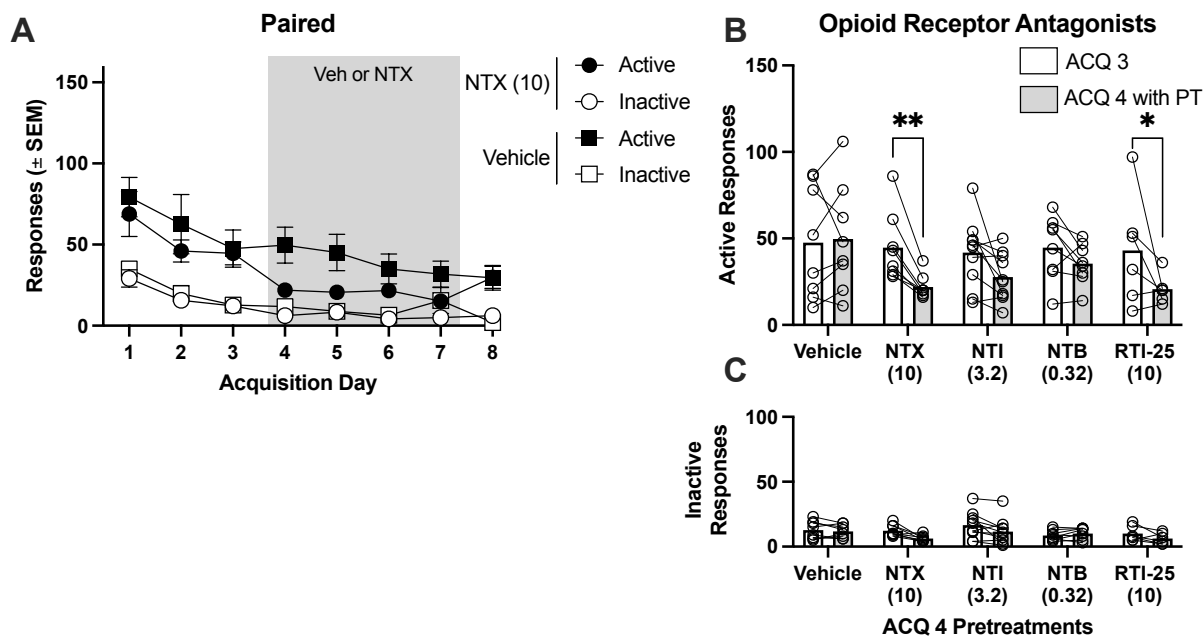 A
Paired
Veh or NTX
NTX (10)
Active
Inactive
Vehicle
Active
Inactive
Responses (± SEM)
150
100
50
0
1 2 3 4 5 6 7 8
Acquisition Day
B
Opioid Receptor Antagonists
ACQ 3
ACQ 4 with PT
** *
Active Responses
150
100
50
0
Vehicle NTX NTI NTB RTI-25
(10) (3.2) (0.32) (10)
C
Inactive
Responses
100
50
0
Vehicle NTX NTI NTB RTI-25
(10) (3.2) (0.32) (10)
ACQ 4 Pretreatments